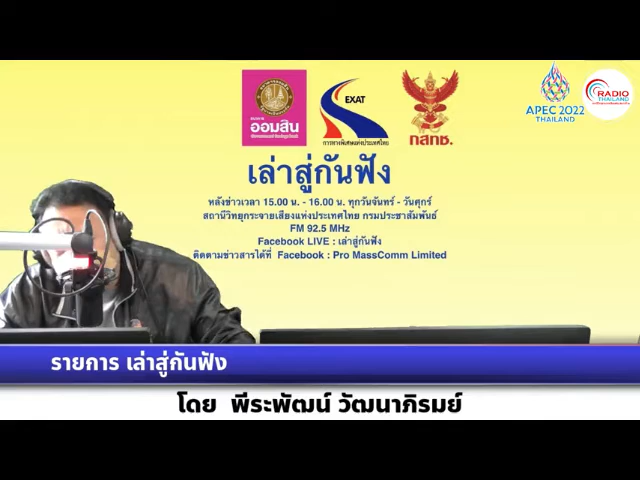 ออมสิน
EXAT
การทางพิเศษแห่งประเทศไทย
กสทช.
APEC 2022
THAILAND
RADIO
THAILAND
เล่าสู่กันฟัง
หลังข่าวเวลา 15.00 น. - 16.00 น. ทุกวันจันทร์ - วันศุกร์
สถานีวิทยุกระจายเสียงแห่งประเทศไทย กรมประชาสัมพันธ์
FM 92.5 MHz
Facebook LIVE : เล่าสู่กันฟัง
ติดตามข่าวสารได้ที่ Facebook : Pro MassComm Limited
รายการ เล่าสู่กันฟัง
โดย พีระพัฒน์ วัฒนาภิรมย์